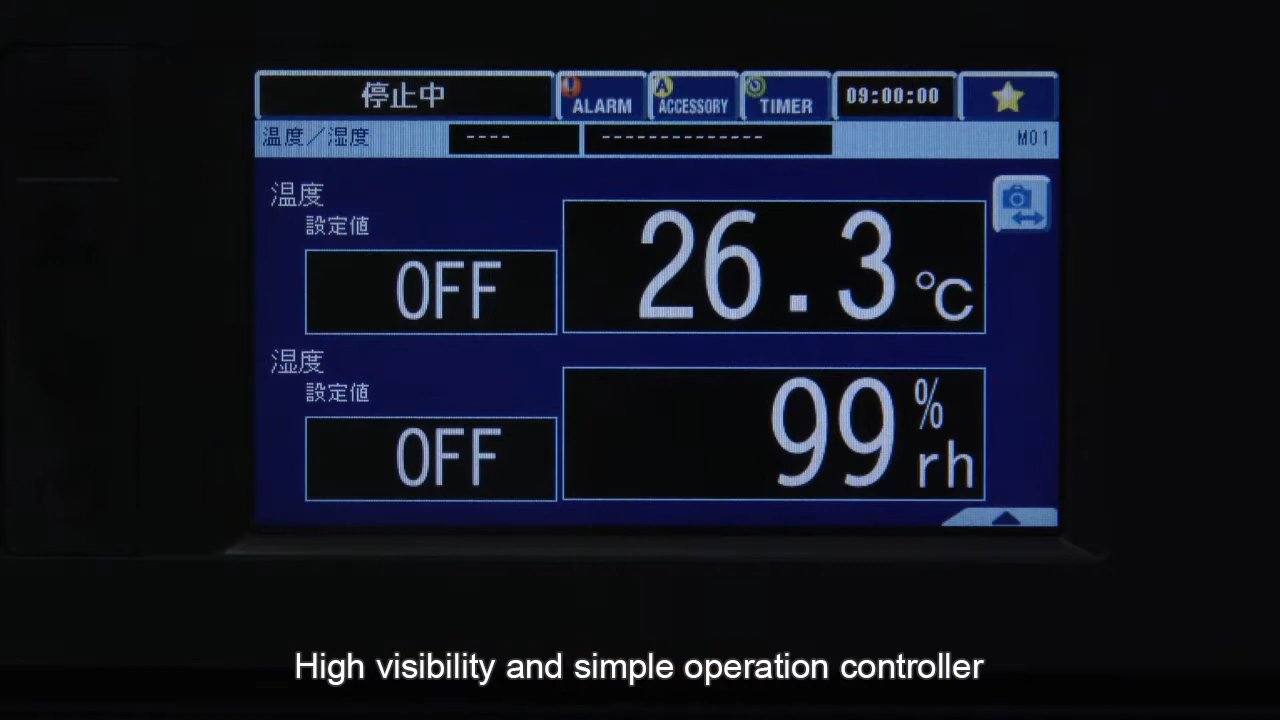 停止中 ALARM A ACCESSORY TIMER 09:00:00
温度/湿度 ---- -------------- M01
温度
設定値
OFF 26.3 °C
湿度
設定値
OFF 99 % rh
High visibility and simple operation controller